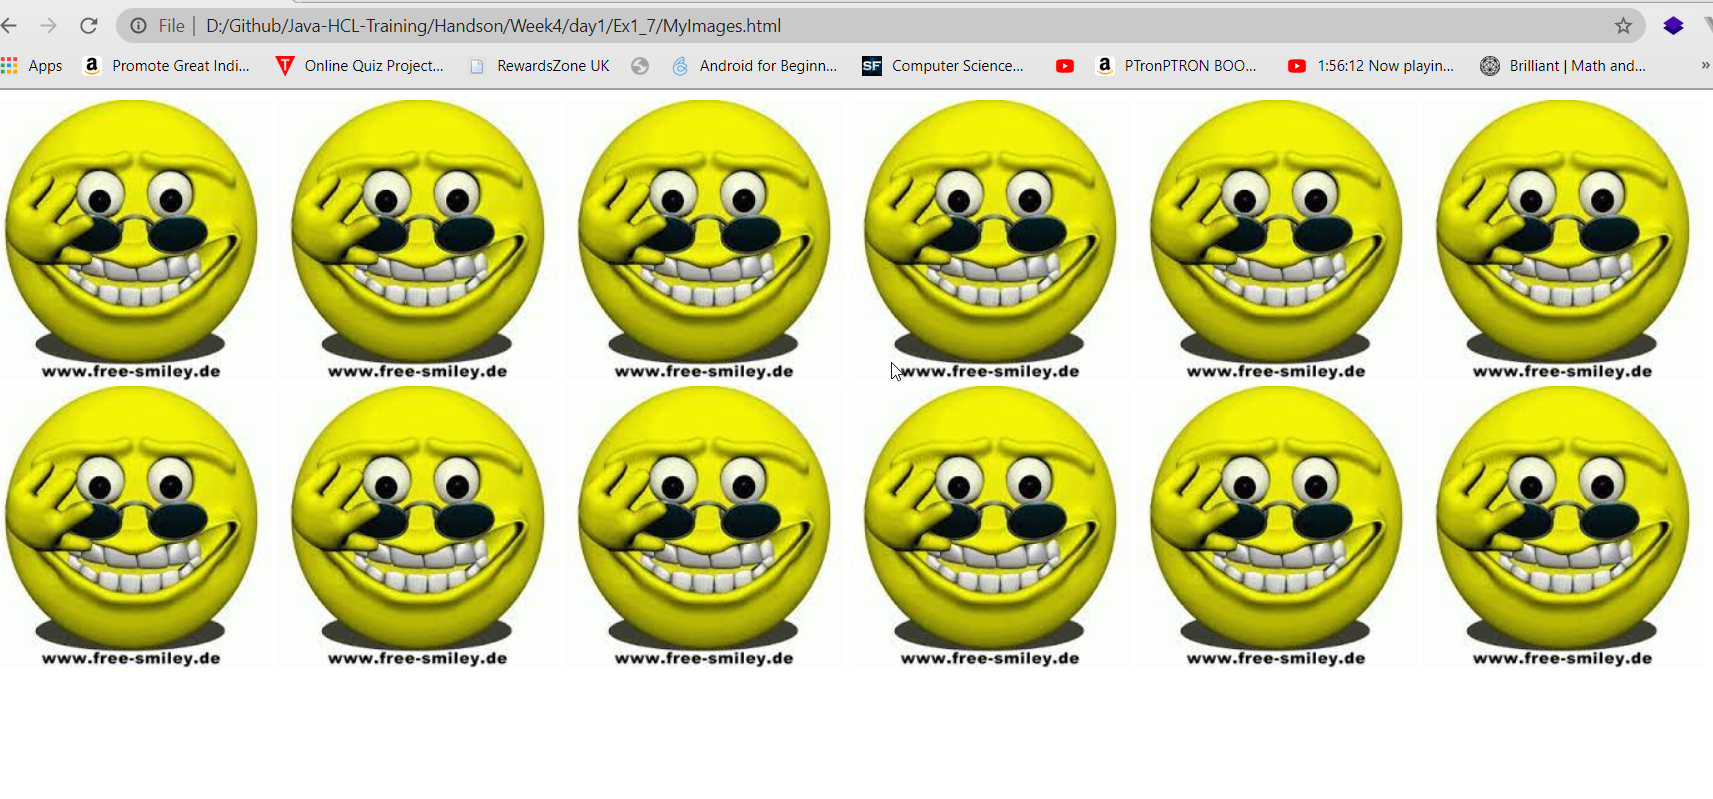 File | D:/Github/Java-HCL-Training/Handson/Week4/day1/Ex1_7/MyImages.html
Apps Promote Great Indi... Online Quiz Project... RewardsZone UK Android for Beginn... SF Computer Science... PTronPTRON BOO... 1:56:12 Now playin... Brilliant | Math and... »
www.free-smiley.de www.free-smiley.de www.free-smiley.de www.free-smiley.de www.free-smiley.de www.free-smiley.de
www.free-smiley.de www.free-smiley.de www.free-smiley.de www.free-smiley.de www.free-smiley.de www.free-smiley.de